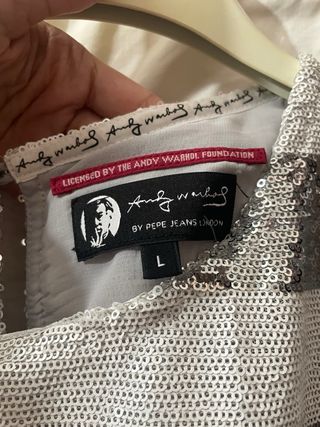 Andy Warhol Andy Warhol Andy Warhol
LICENSED BY THE ANDY WARHOL FOUNDATION
Andy Warhol
BY PEPE JEANS LONDON
L